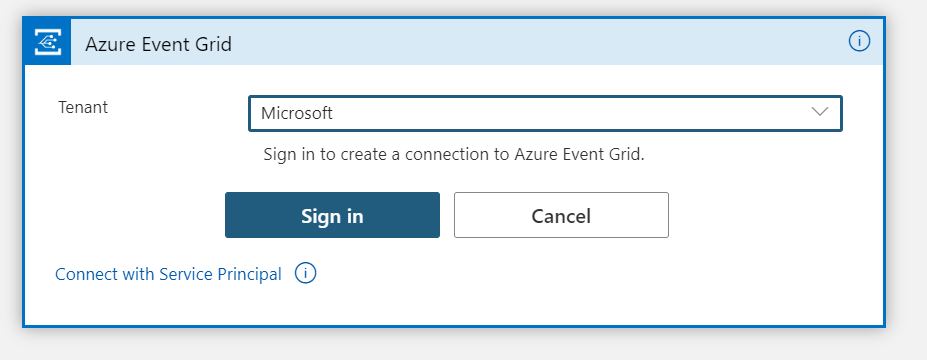 Azure Event Grid
Tenant
Microsoft
Sign in to create a connection to Azure Event Grid.
Sign in
Cancel
Connect with Service Principal